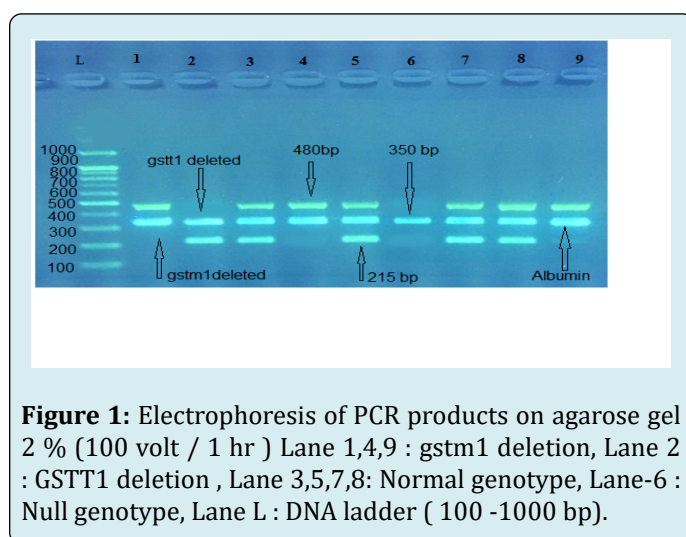 L 1 2 3 4 5 6 7 8 9
1000
900
800
700
600
500
400
300
200
100
gstt1 deleted
480bp
350 bp
gstm1deleted
215 bp
Albumin
Figure 1: Electrophoresis of PCR products on agarose gel
2 % (100 volt / 1 hr ) Lane 1,4,9 : gstm1 deletion, Lane 2
: GSTT1 deletion , Lane 3,5,7,8: Normal genotype, Lane-6 :
Null genotype, Lane L : DNA ladder ( 100 -1000 bp).